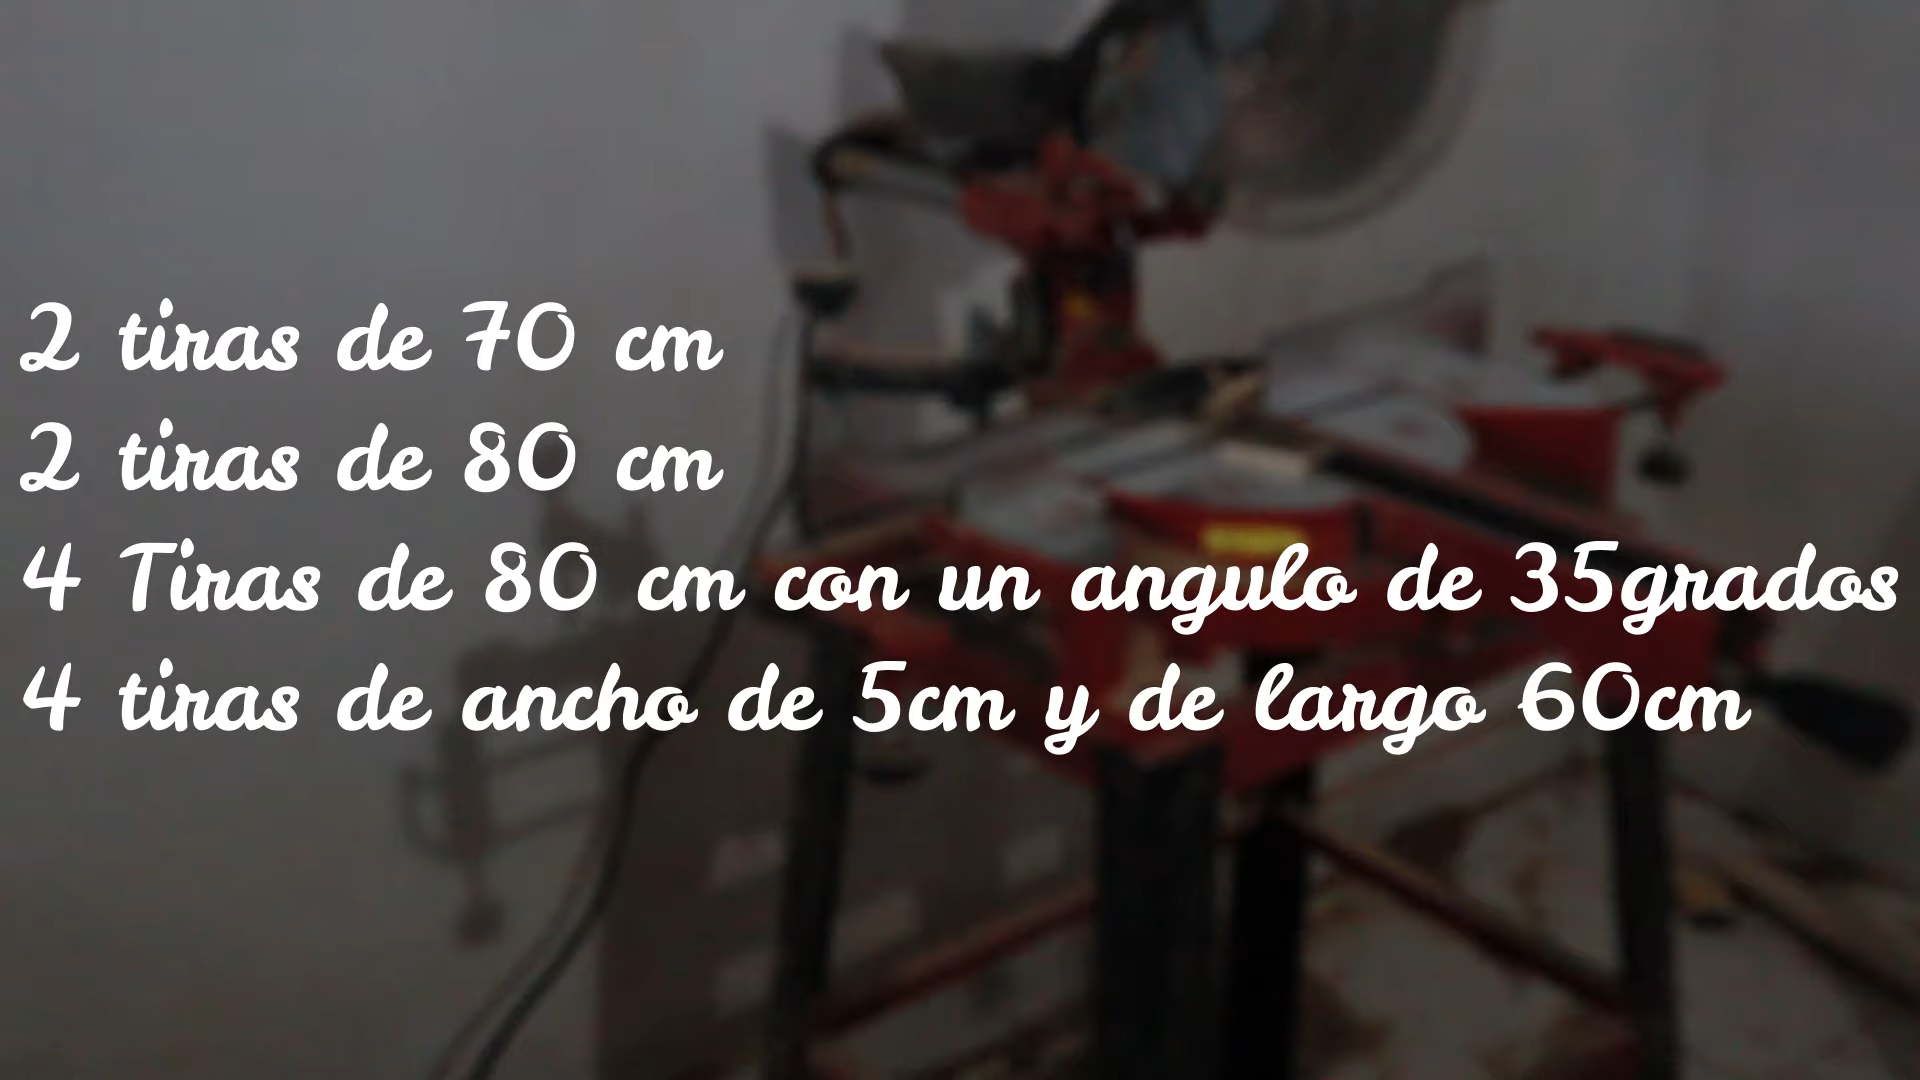 2 tiras de 70 cm
2 tiras de 80 cm
4 Tiras de 80 cm con un angulo de 35grados
4 tiras de ancho de 5cm y de largo 60cm